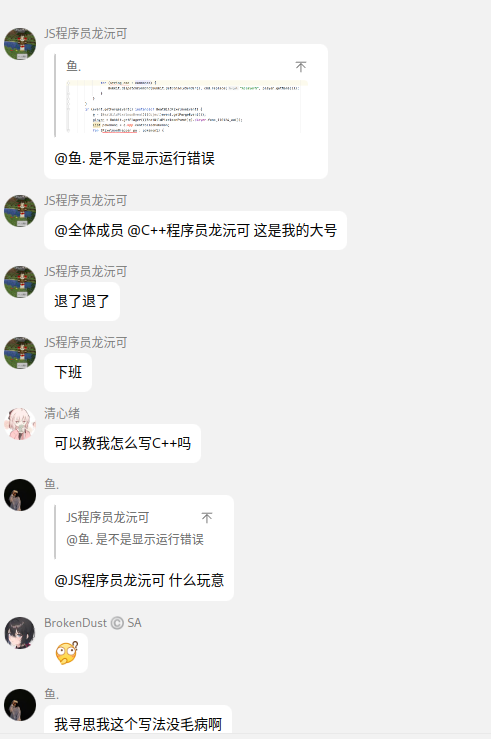 JS程序员龙沅可
鱼.
@鱼. 是不是显示运行错误
JS程序员龙沅可
@全体成员 @C++程序员龙沅可 这是我的大号
JS程序员龙沅可
退了退了
JS程序员龙沅可
下班
清心绪
可以教我怎么写C++吗
鱼.
JS程序员龙沅可
@鱼. 是不是显示运行错误
@JS程序员龙沅可 什么玩意
BrokenDust © SA
鱼.
我寻思我这个写法没毛病啊